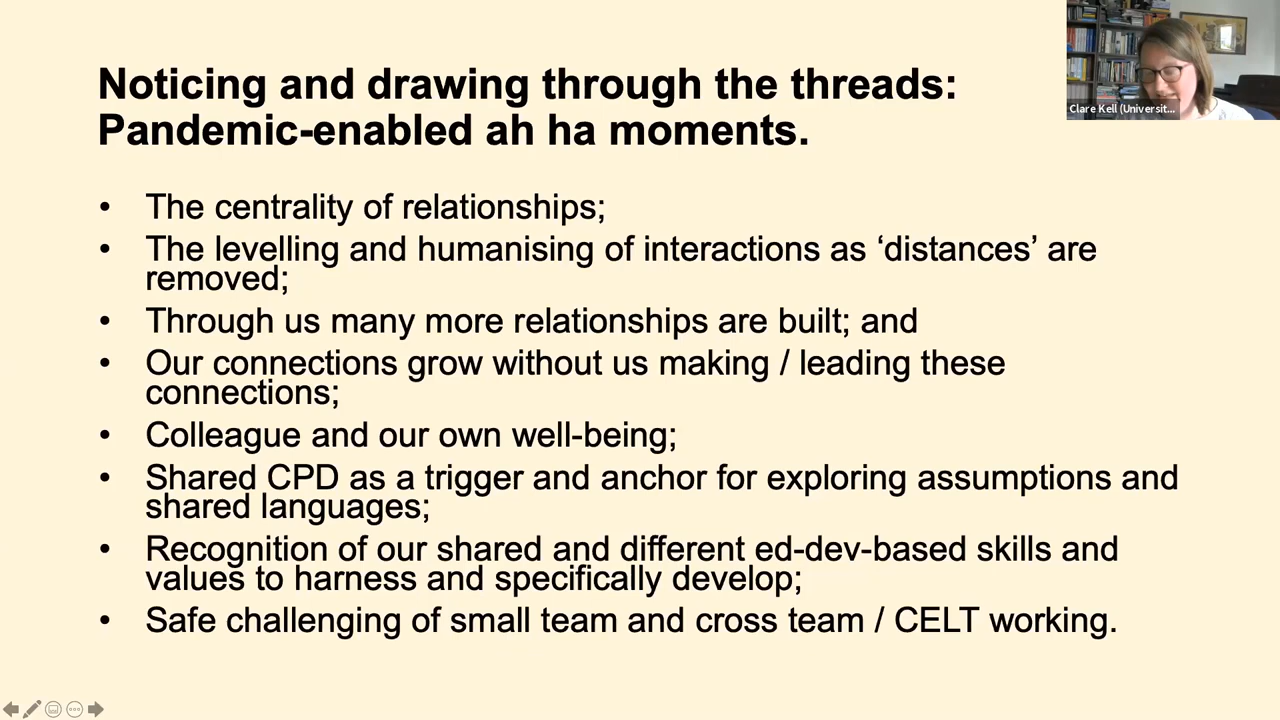 Noticing and drawing through the threads:
Pandemic-enabled ah ha moments.
Clare Kell (Universit...
• The centrality of relationships;
• The levelling and humanising of interactions as ‘distances’ are
removed;
• Through us many more relationships are built; and
• Our connections grow without us making / leading these
connections;
• Colleague and our own well-being;
• Shared CPD as a trigger and anchor for exploring assumptions and
shared languages;
• Recognition of our shared and different ed-dev-based skills and
values to harness and specifically develop;
• Safe challenging of small team and cross team / CELT working.